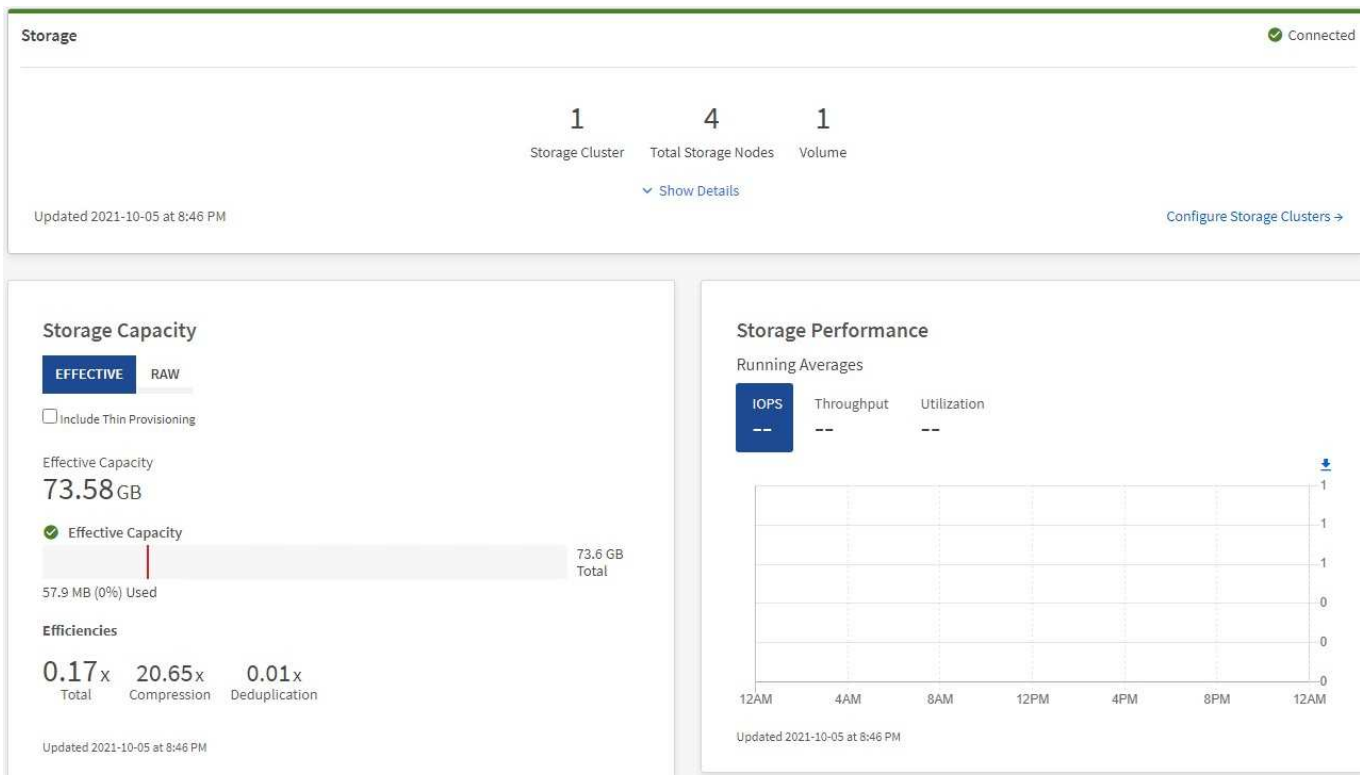 Storage
Connected
1 4 1
Storage Cluster Total Storage Nodes Volume
Show Details
Updated 2021-10-05 at 8:46 PM
Configure Storage Clusters →
Storage Capacity
EFFECTIVE RAW
Include Thin Provisioning
Effective Capacity
73.58 GB
Effective Capacity
73.6 GB
Total
57.9 MB (0%) Used
Efficiencies
0.17x 20.65x 0.01x
Total Compression Deduplication
Updated 2021-10-05 at 8:46 PM
Storage Performance
Running Averages
IOPS Throughput Utilization
-- -- --
1
1
1
0
0
0
12AM 4AM 8AM 12PM 4PM 8PM 12AM
Updated 2021-10-05 at 8:46 PM